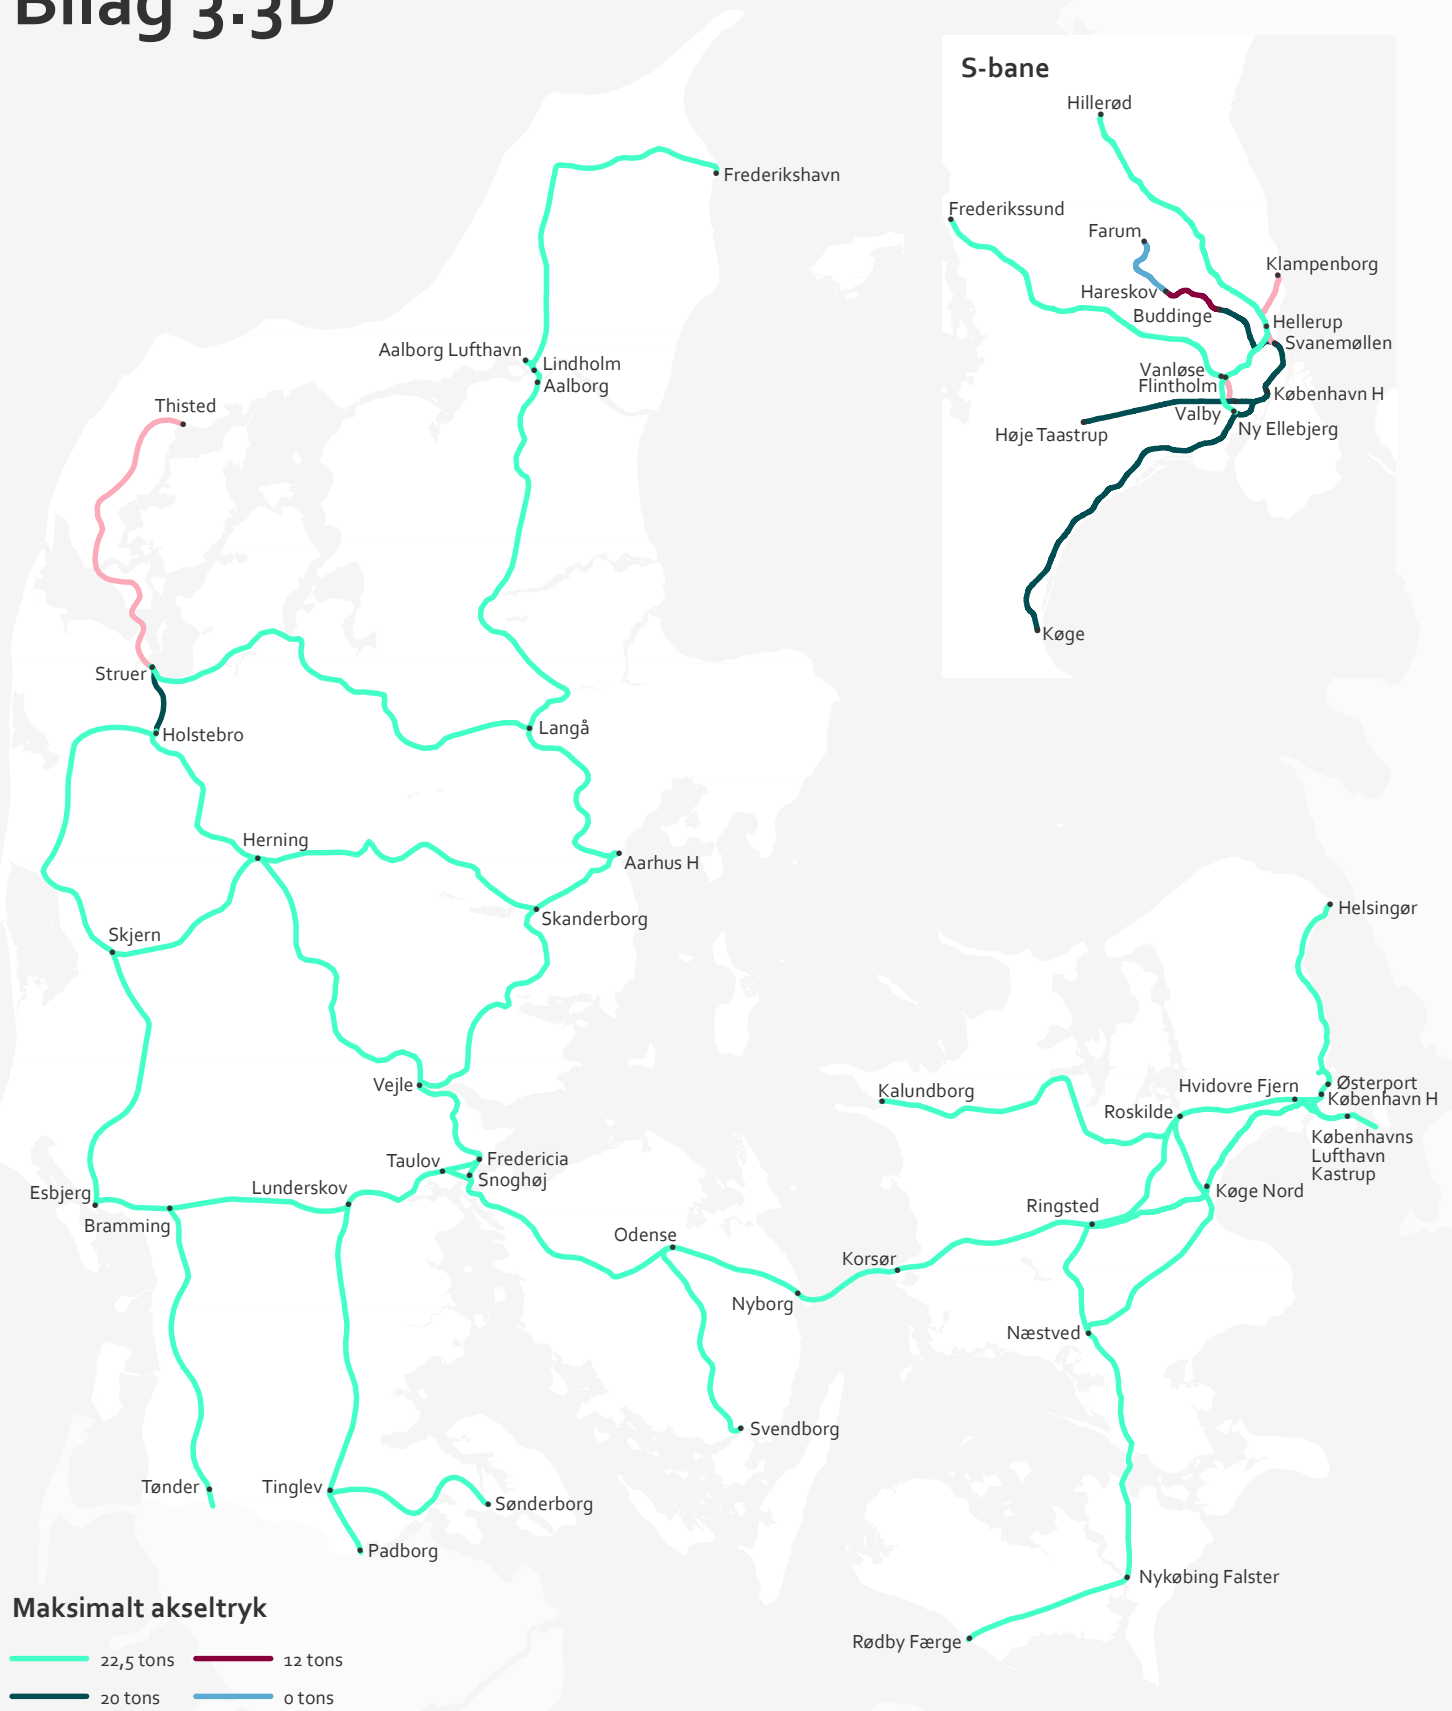 Bilag 3.3D
S-bane
Hillerød
Frederikshavn
Frederikssund
Farum
Klampenborg
Hareskov
Buddinge
Hellerup
Svanemøllen
Aalborg Lufthavn
Lindholm
Aalborg
Vanløse
Flintholm
København H
Thisted
Valby
Ny Ellebjerg
Høje Taastrup
Køge
Struer
Holstebro
Langå
Herning
Aarhus H
Skanderborg
Helsingør
Skjern
Vejle
Kalundborg
Hvidovre Fjern
Østerport
København H
Roskilde
Københavns
Lufthavn
Kastrup
Taulov
Fredericia
Snoghøj
Esbjerg
Lunderskov
Bramming
Køge Nord
Ringsted
Odense
Korsør
Nyborg
Næstved
Svendborg
Tønder
Tinglev
Sønderborg
Padborg
Nykøbing Falster
Rødby Færge
Maksimalt akseltryk
22,5 tons
12 tons
20 tons
0 tons